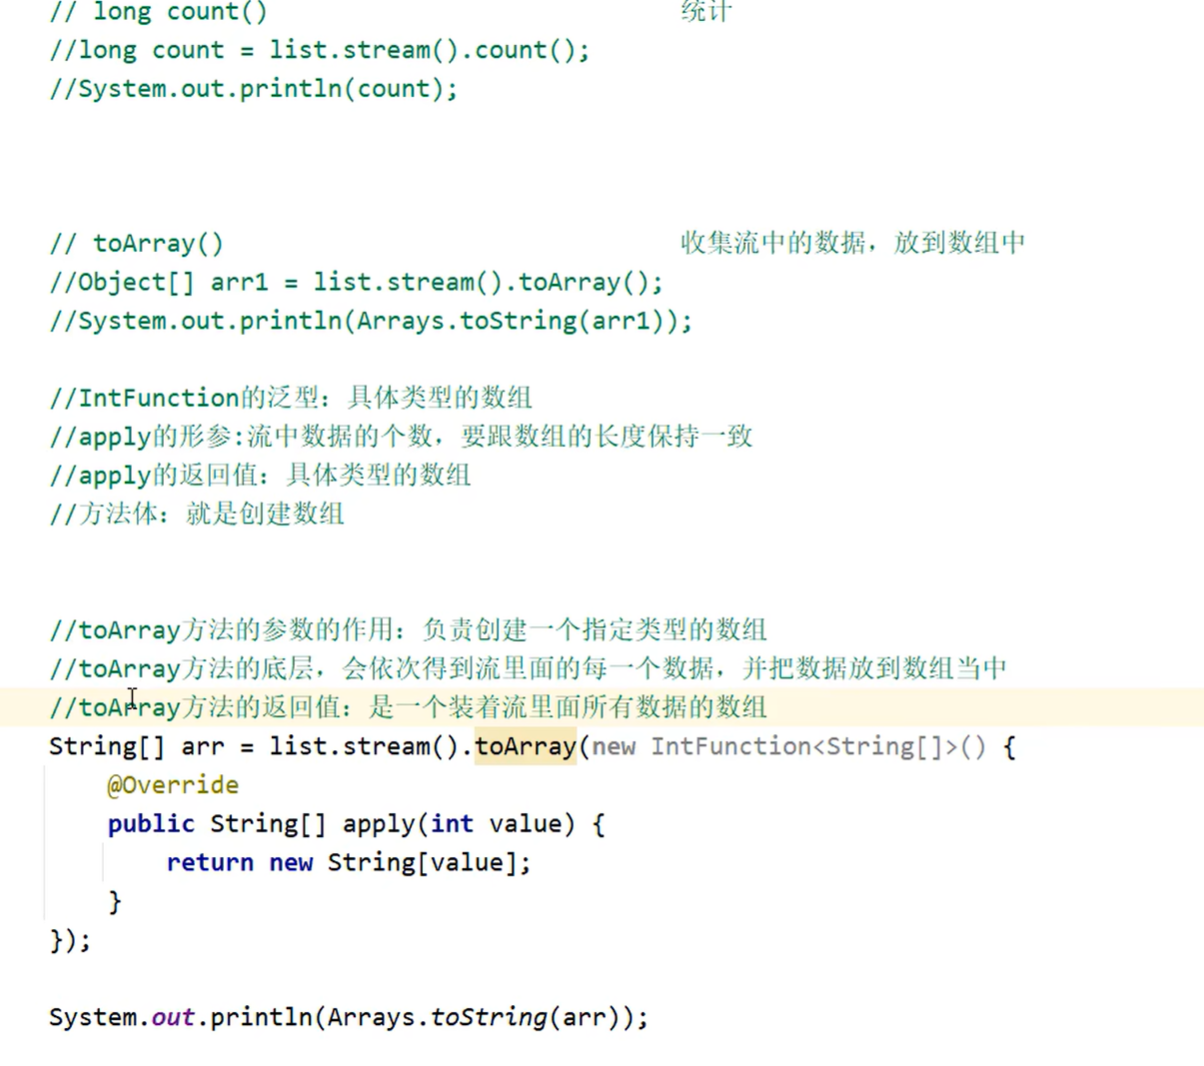 // long count()                            统计
//long count = list.stream().count();
//System.out.println(count);
// toArray()                               收集流中的数据，放到数组中
//Object[] arr1 = list.stream().toArray();
//System.out.println(Arrays.toString(arr1));
//IntFunction的泛型：具体类型的数组
//apply的形参:流中数据的个数，要跟数组的长度保持一致
//apply的返回值：具体类型的数组
//方法体：就是创建数组
//toArray方法的参数的作用：负责创建一个指定类型的数组
//toArray方法的底层，会依次得到流里面的每一个数据，并把数据放到数组当中
//toArray方法的返回值：是一个装着流里面所有数据的数组
String[] arr = list.stream().toArray(new IntFunction<String[]>() {
    @Override
    public String[] apply(int value) {
        return new String[value];
    }
});
System.out.println(Arrays.toString(arr));